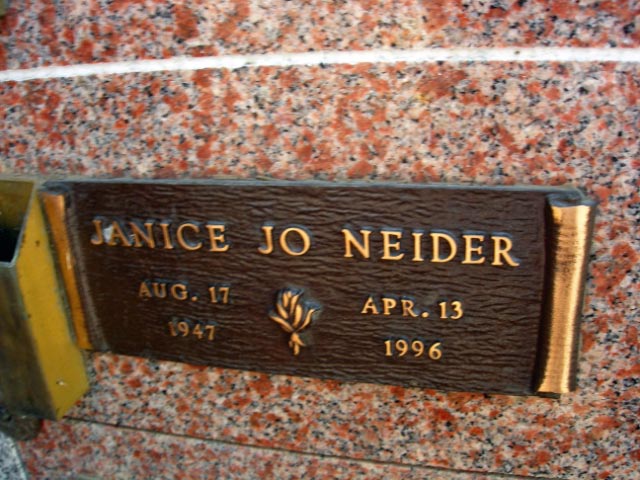 JANICE JO NEIDER
AUG. 17 APR. 13
1947 1996